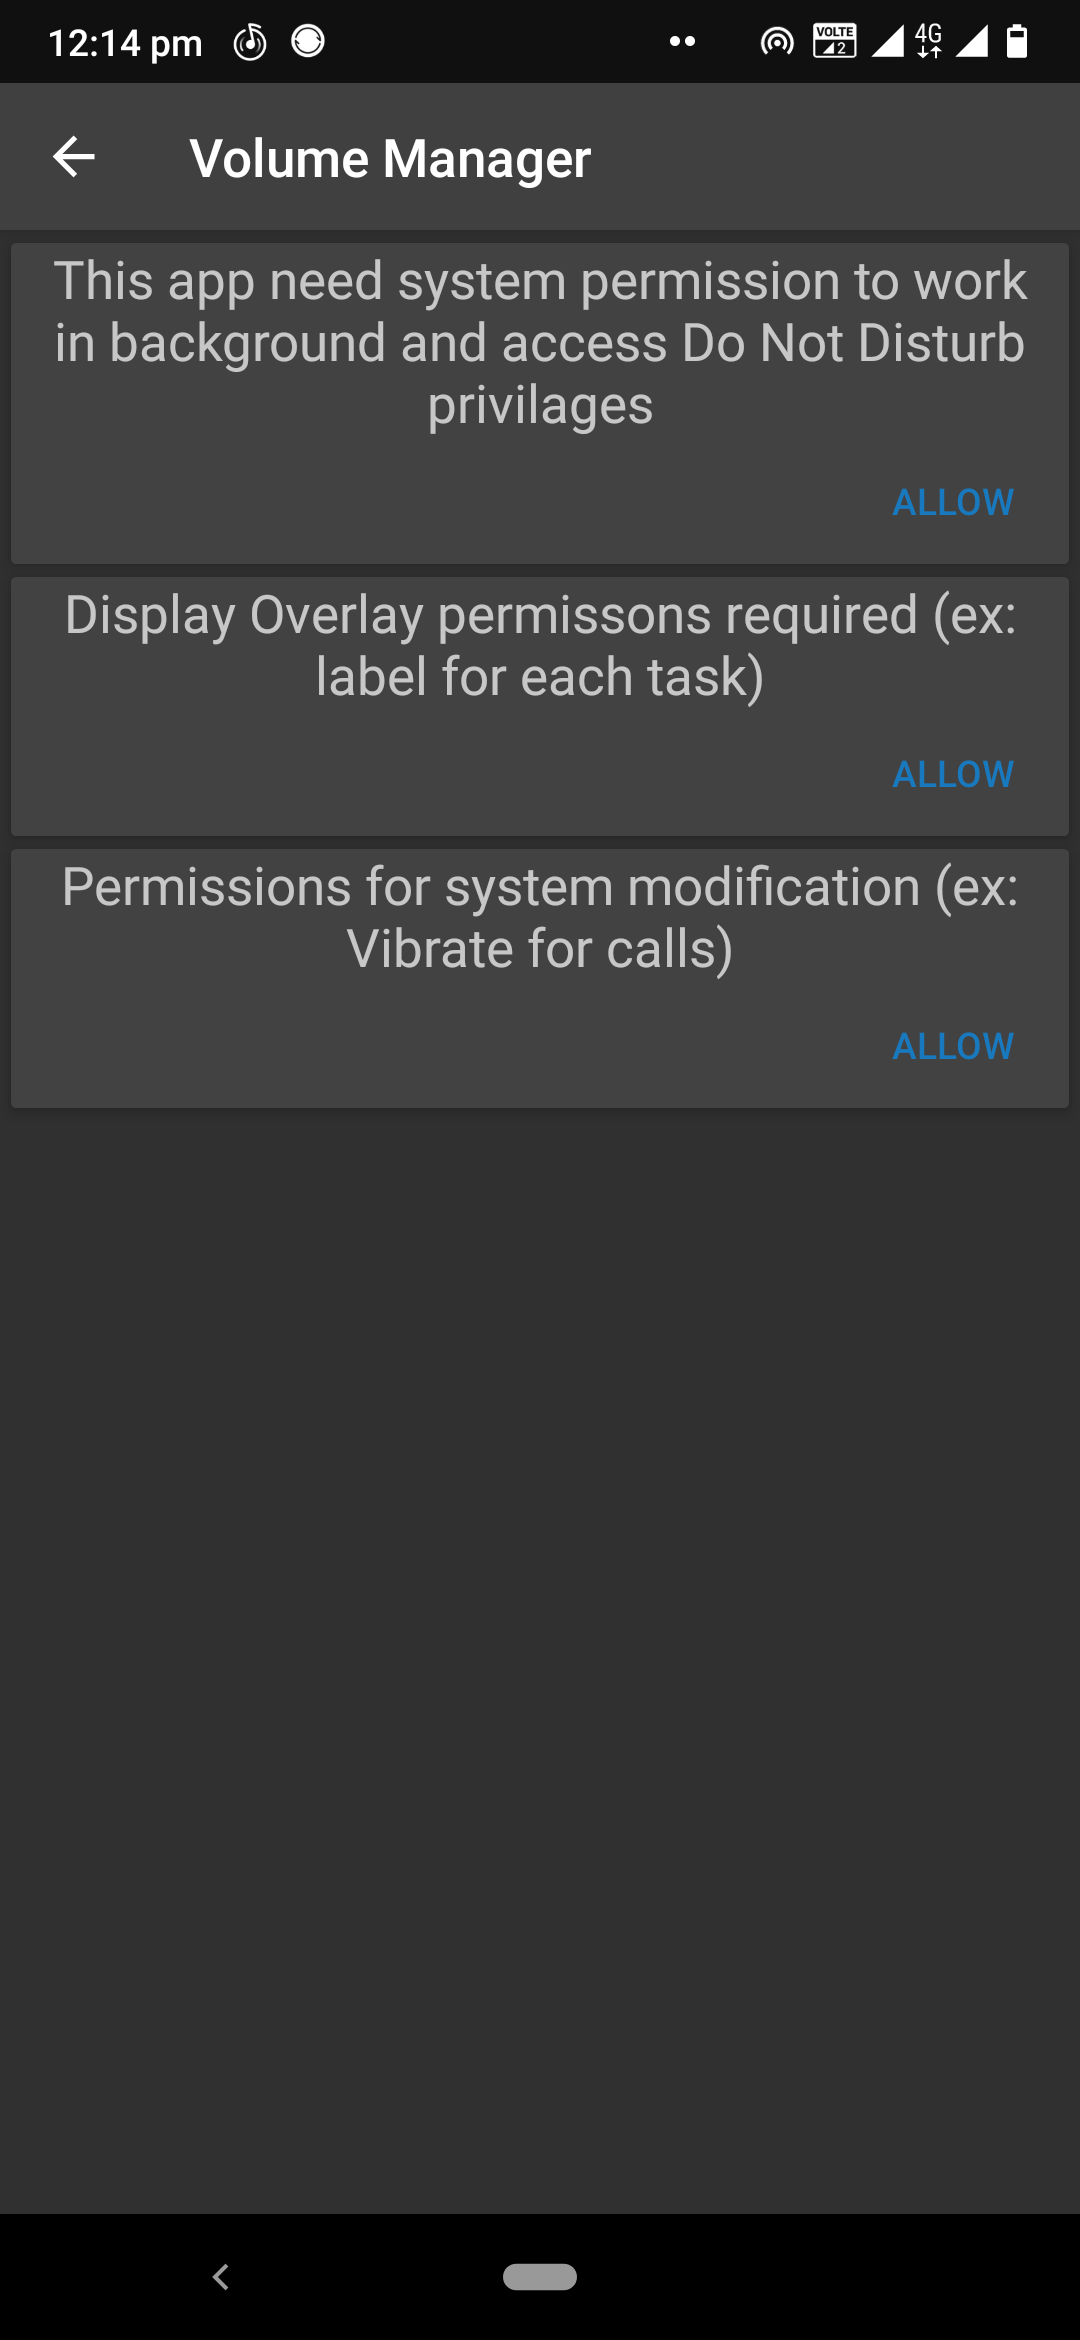 12:14 pm
VOLTE
2
4G
Volume Manager
This app need system permission to work
in background and access Do Not Disturb
privilages
ALLOW
Display Overlay permissons required (ex:
label for each task)
ALLOW
Permissions for system modification (ex:
Vibrate for calls)
ALLOW